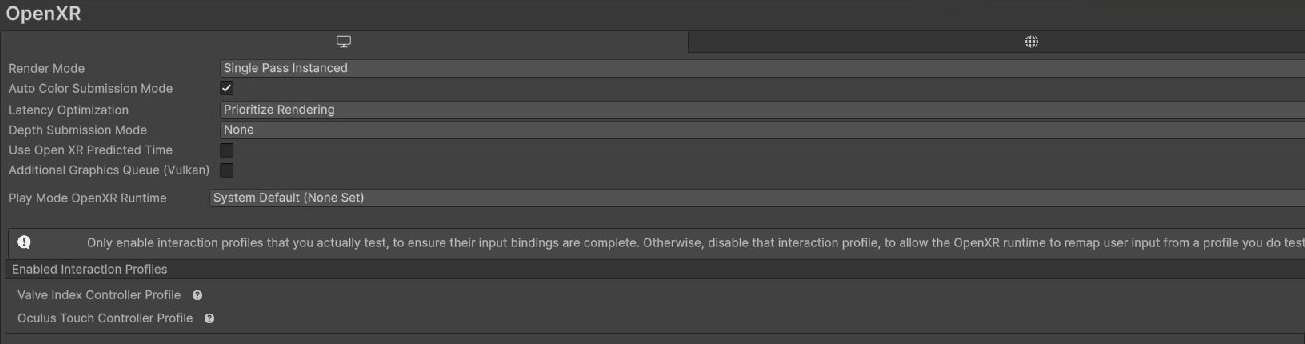 OpenXR
Render Mode Single Pass Instanced
Auto Color Submission Mode
Latency Optimization Prioritize Rendering
Depth Submission Mode None
Use Open XR Predicted Time
Additional Graphics Queue (Vulkan)
Play Mode OpenXR Runtime System Default (None Set)
Only enable interaction profiles that you actually test, to ensure their input bindings are complete. Otherwise, disable that interaction profile, to allow the OpenXR runtime to remap user input from a profile you do test
Enabled Interaction Profiles
Valve Index Controller Profile
Oculus Touch Controller Profile